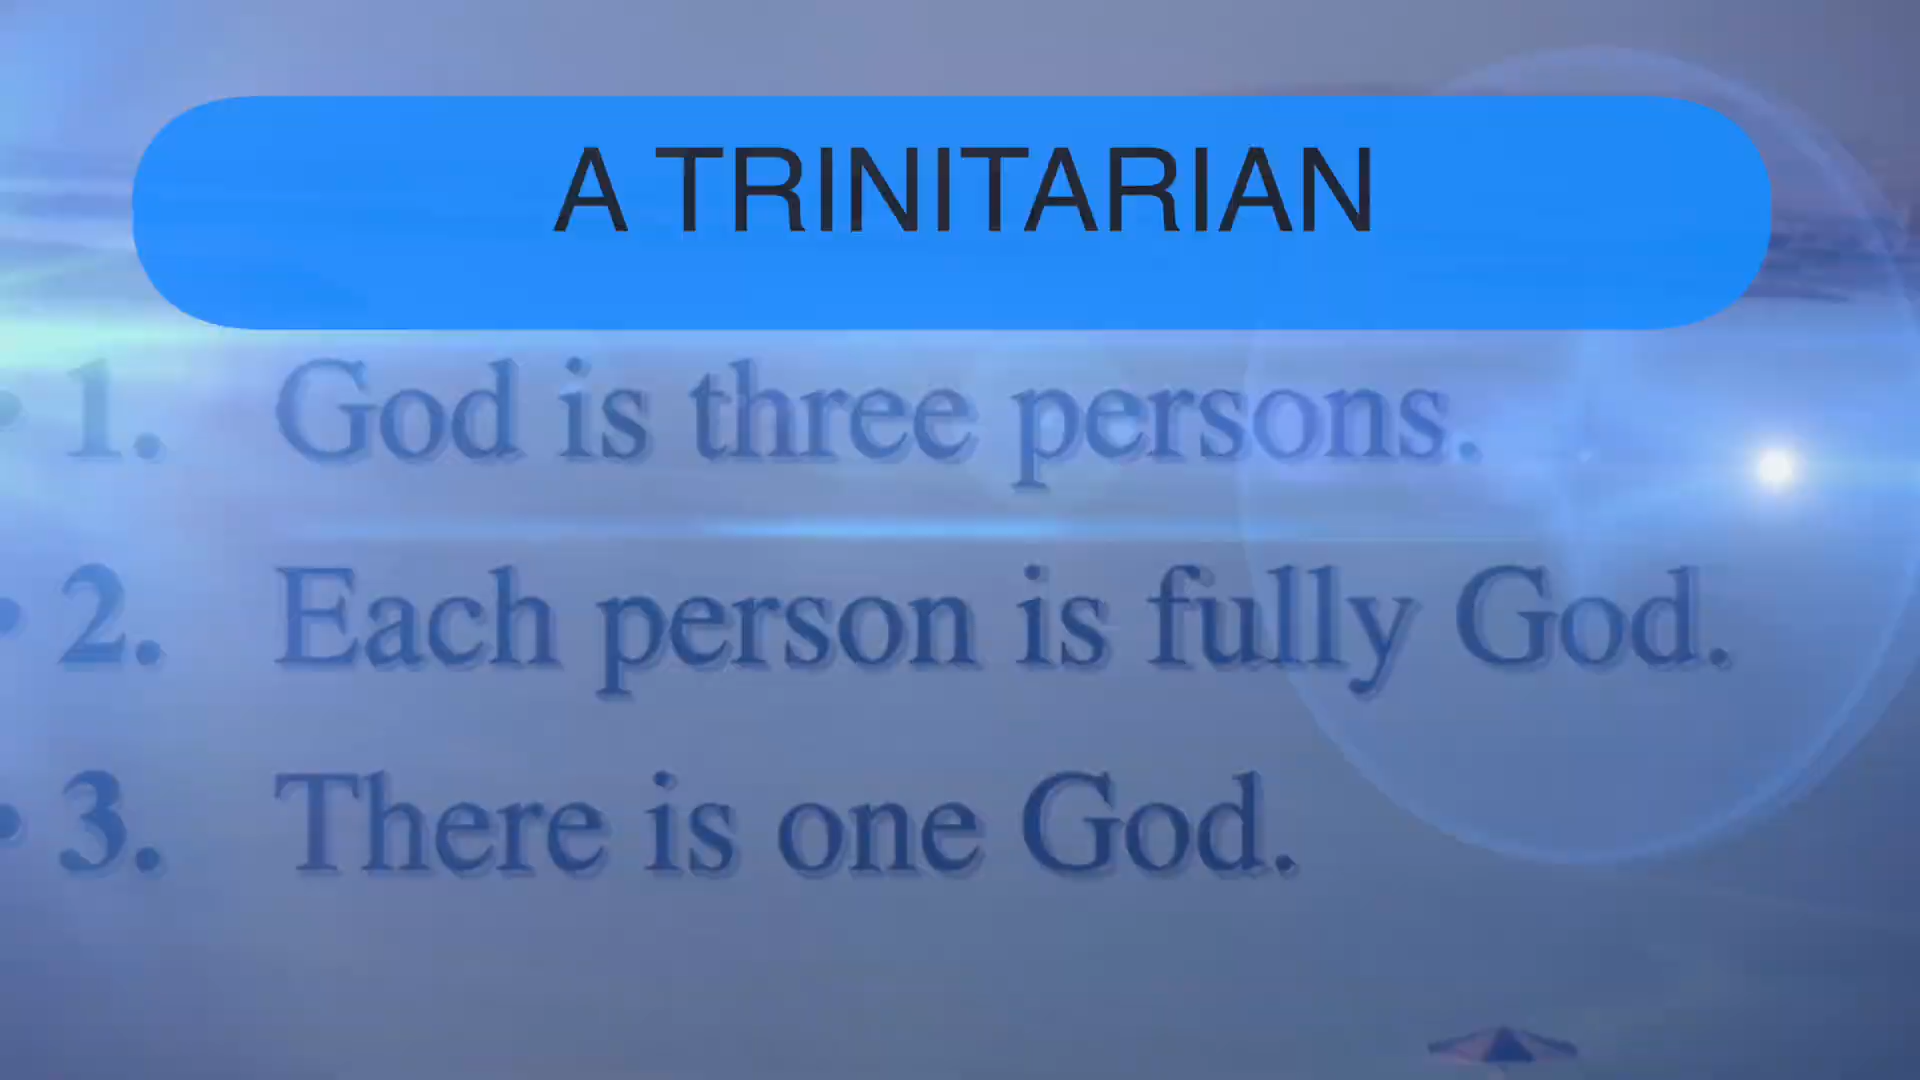 A TRINITARIAN
• 1. God is three persons.
• 2. Each person is fully God.
• 3. There is one God.